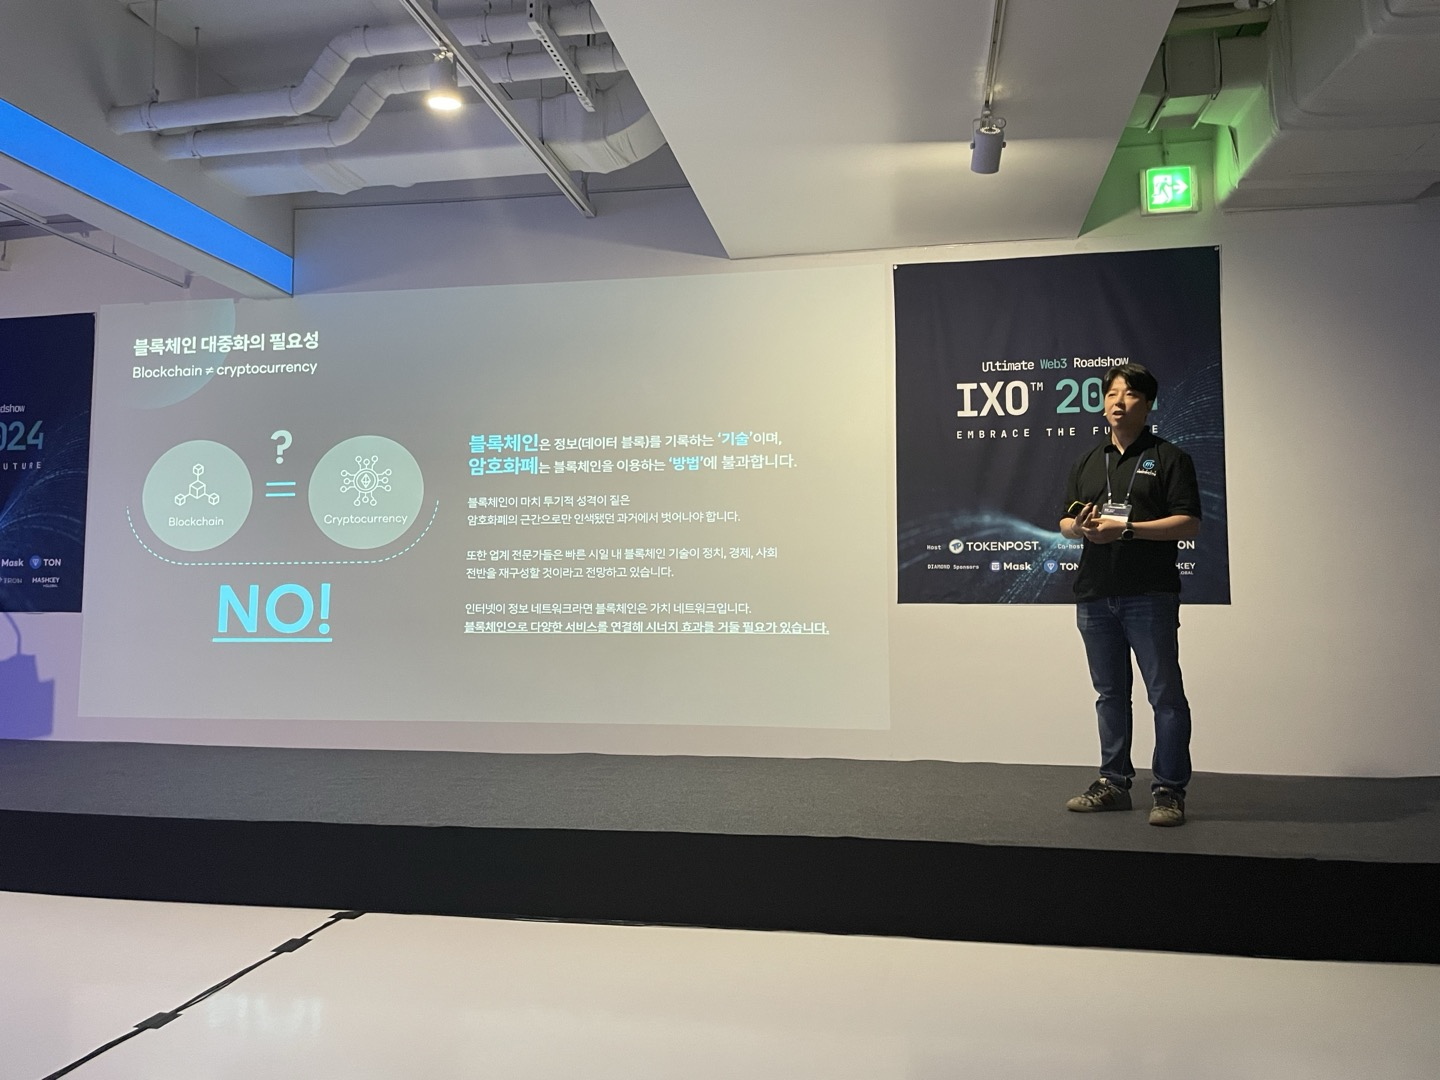 블록체인 대중화의 필요성
Blockchain ≠ cryptocurrency
?
=
Blockchain
Cryptocurrency
NO!
블록체인은 정보(데이터 블록)를 기록하는 ‘기술’이며,
암호화폐는 블록체인을 이용하는 ‘방법’에 불과합니다.
블록체인이 마치 투기적 성격이 짙은
암호화폐의 근간으로만 인색됐던 과거에서 벗어나야 합니다.
또한 업계 전문가들은 빠른 시일 내 블록체인 기술이 정치, 경제, 사회
전반을 재구성할 것이라고 전망하고 있습니다.
인터넷이 정보 네트워크라면 블록체인은 가치 네트워크입니다.
블록체인으로 다양한 서비스를 연결해 시너지 효과를 거둘 필요가 있습니다.
Ultimate Web3 Roadshow
IXO™ 20
EMBRACE THE FU E
Host TOKENPOST Co-host TON
DIAMOND Sponsors Mask TON KEY
GLOBAL
dshow
024
FUTURE
Mask TON
HASHKEY
GLOBAL